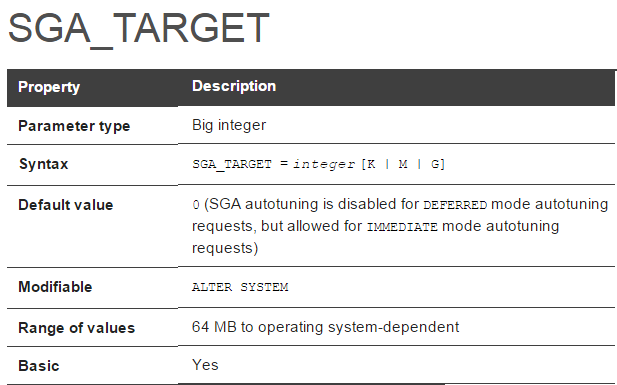 SGA_TARGET
Property Description
Parameter type Big integer
Syntax SGA_TARGET = integer [K | M | G]
Default value 0 (SGA autotuning is disabled for DEFERRED mode autotuning
requests, but allowed for IMMEDIATE mode autotuning
requests)
Modifiable ALTER SYSTEM
Range of values 64 MB to operating system-dependent
Basic Yes